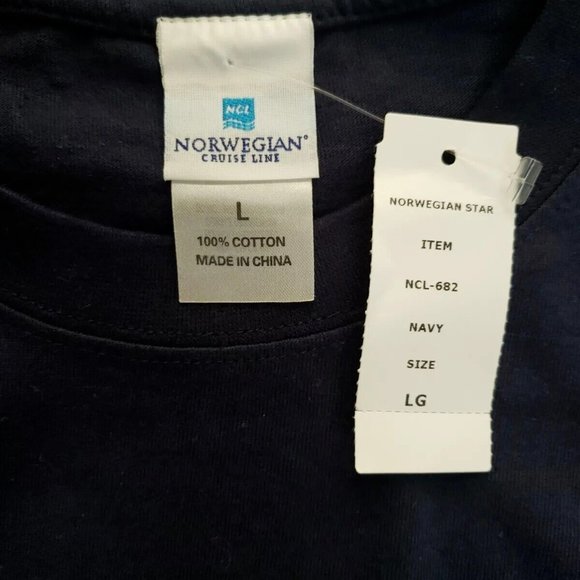 NCL
NORWEGIAN®
CRUISE LINE
L
100% COTTON
MADE IN CHINA
NORWEGIAN STAR
ITEM
NCL-682
NAVY
SIZE
LG